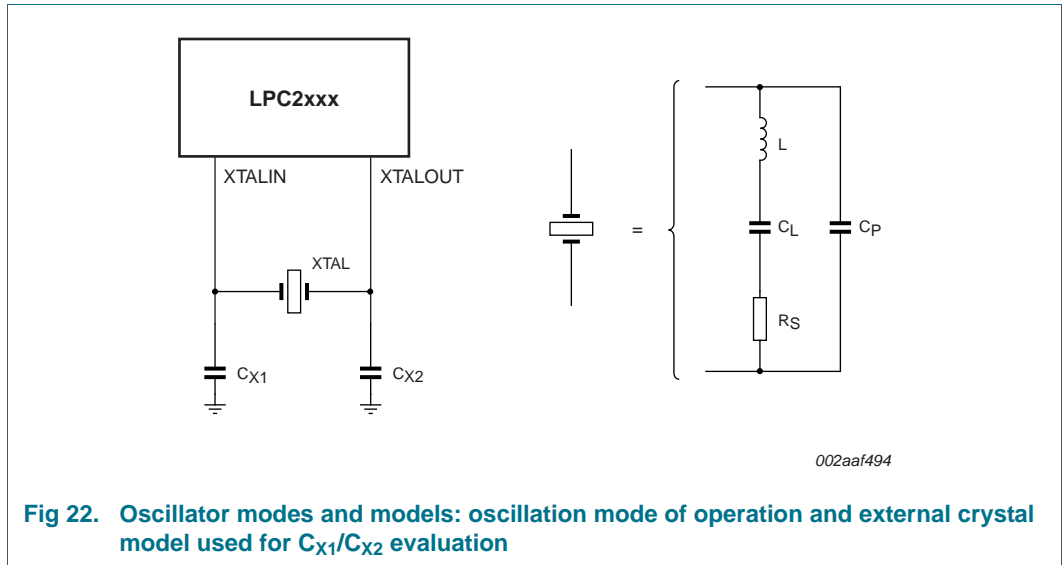 LPC2xxx
XTALIN
XTALOUT
XTAL
CX1
CX2
=
L
CL
CP
RS
002aaf494
Fig 22. Oscillator modes and models: oscillation mode of operation and external crystal
model used for CX1/CX2 evaluation